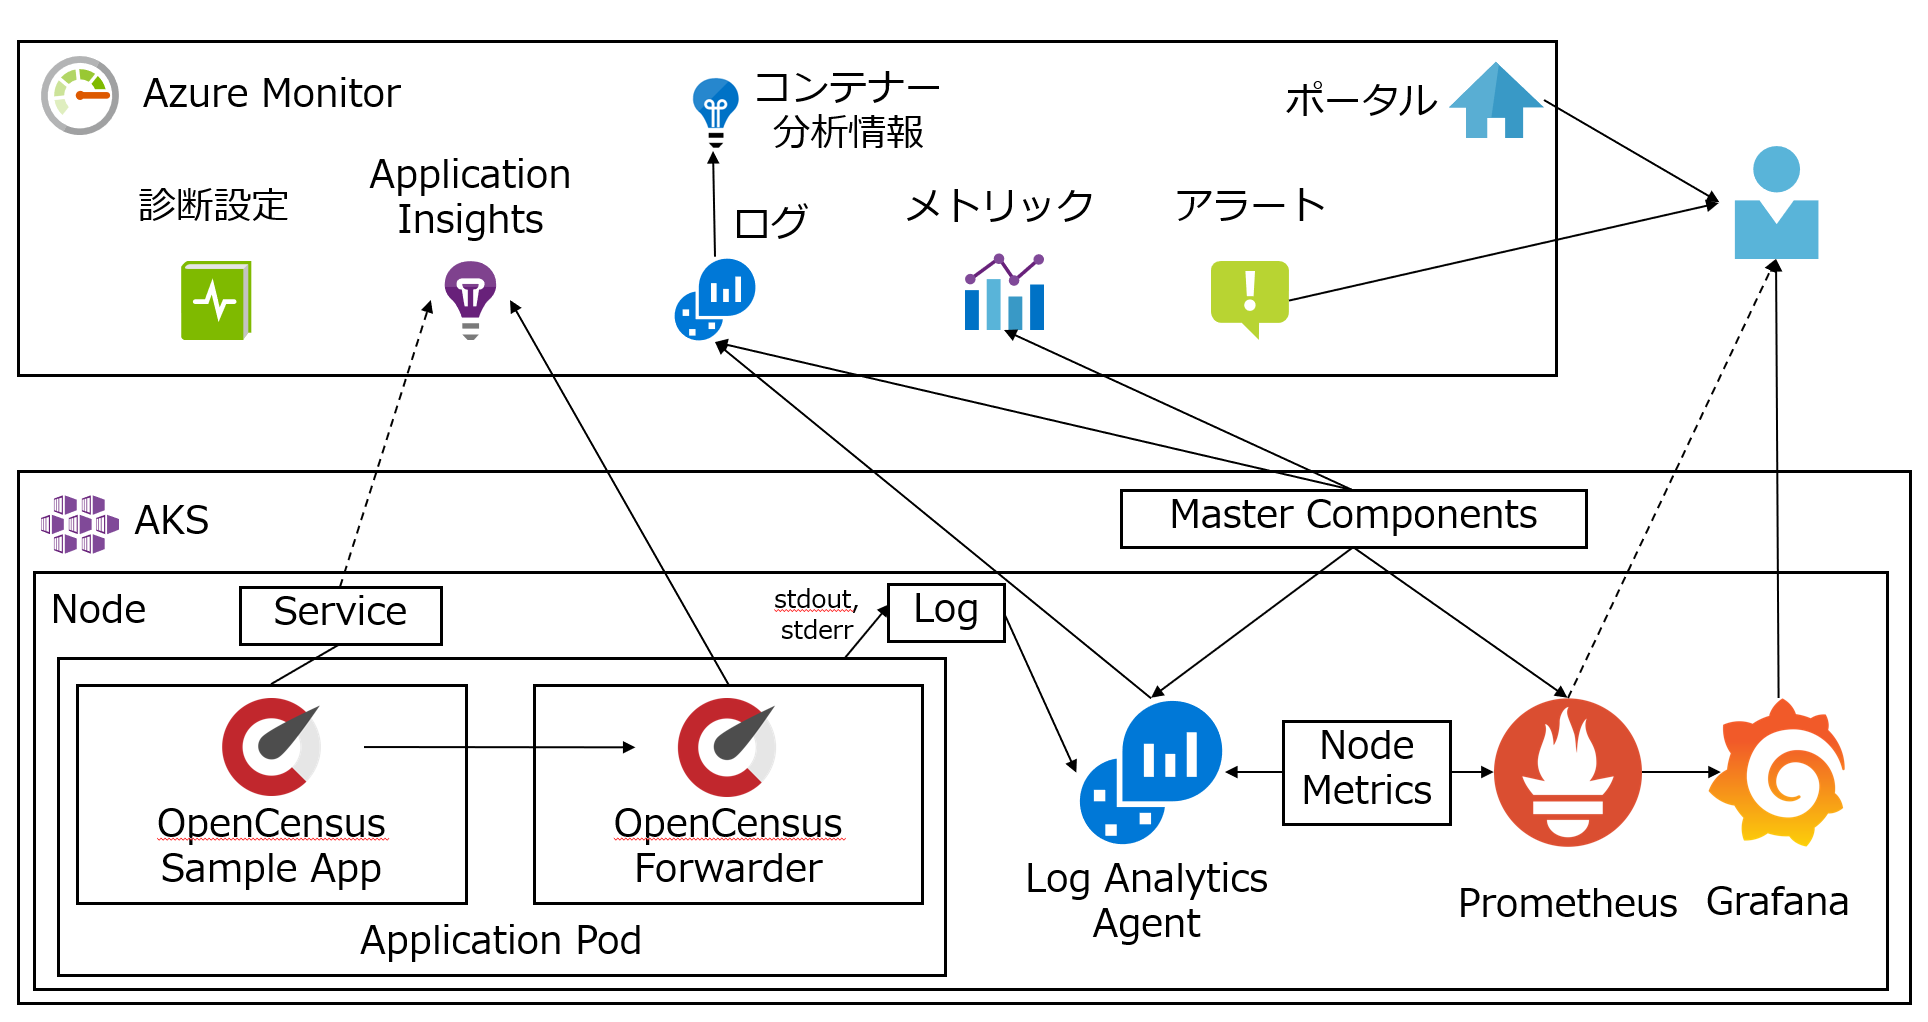 Azure Monitor
コンテナー
分析情報
ポータル
診断設定
Application
Insights
ログ
メトリック
アラート
AKS
Master Components
Node
Service
stdout,
stderr
Log
OpenCensus
Sample App
OpenCensus
Forwarder
Application Pod
Log Analytics
Agent
Node
Metrics
Prometheus
Grafana